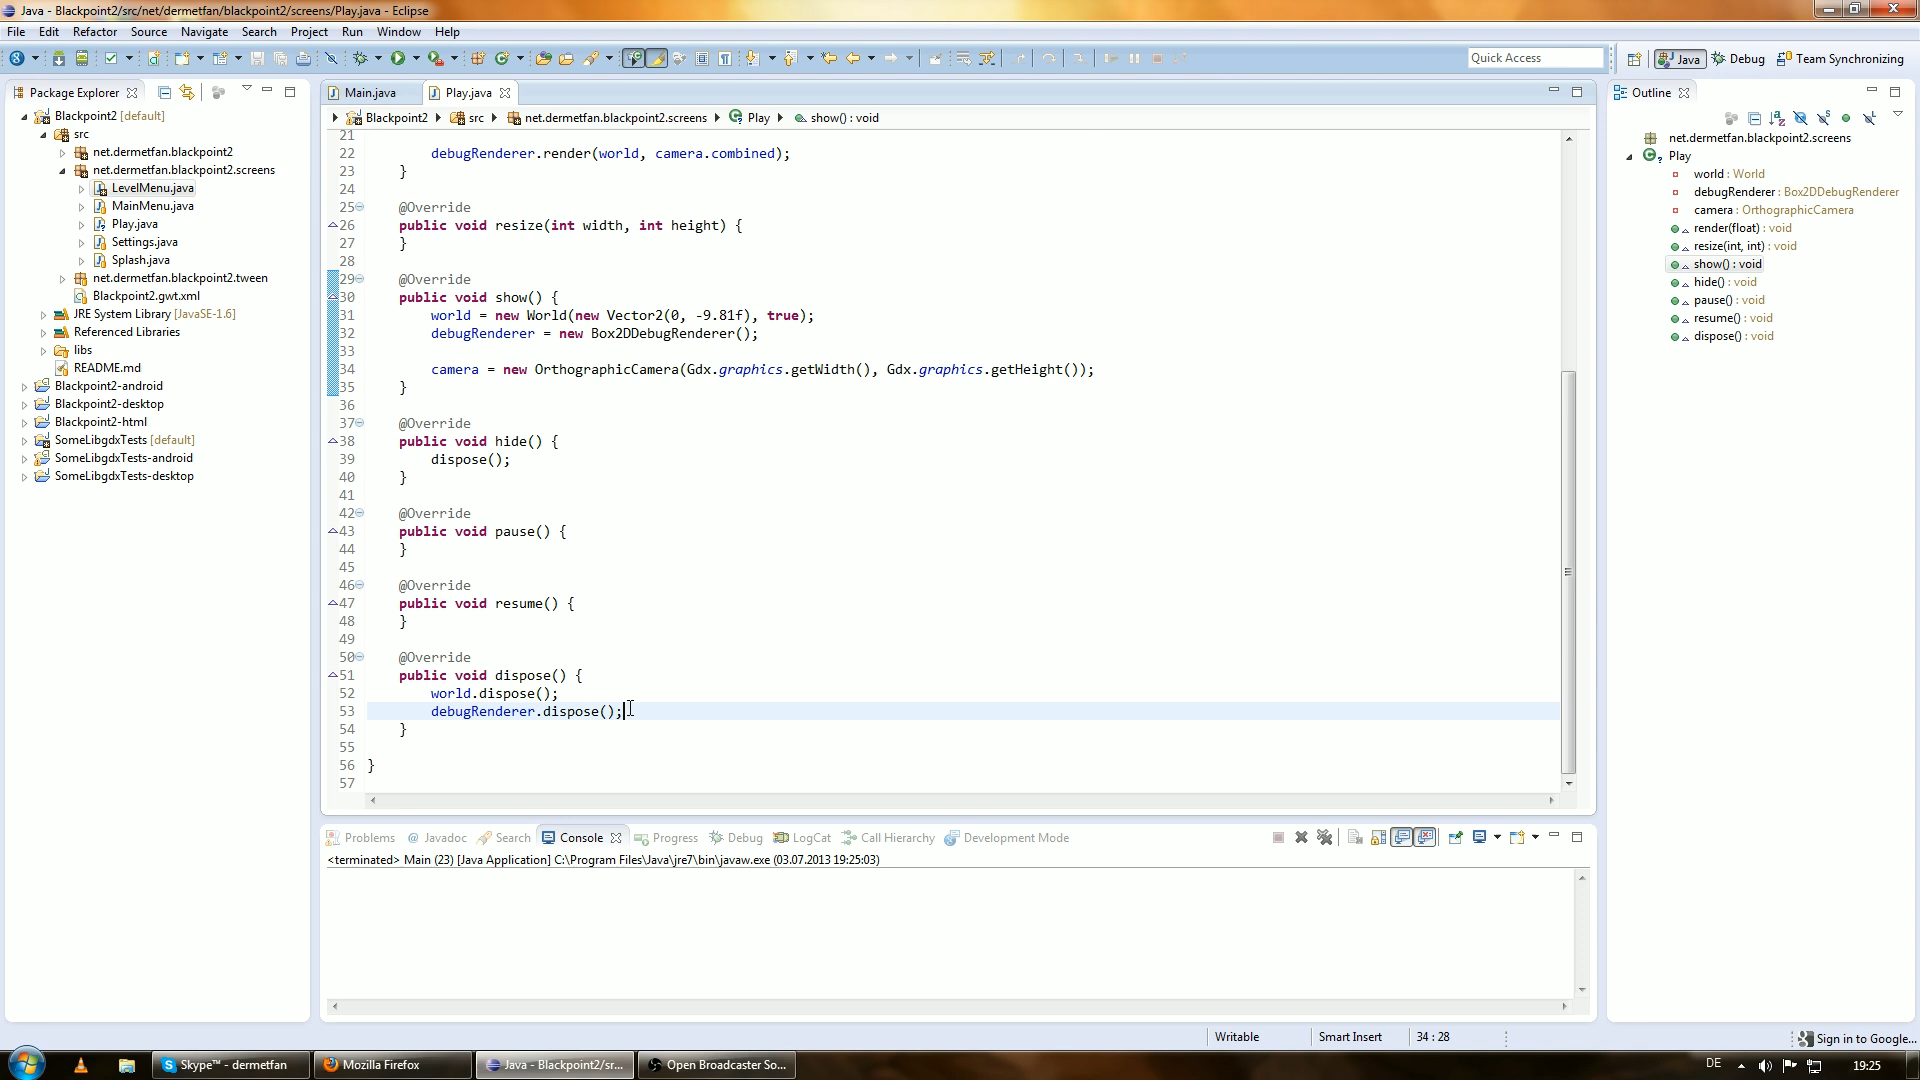 Java - Blackpoint2/src/net/dermetfan/blackpoint2/screens/Play.java - Eclipse
File Edit Refactor Source Navigate Search Project Run Window Help
Quick Access
Java Debug Team Synchronizing
Package Explorer
Blackpoint2 [default]
src
net.dermetfan.blackpoint2
net.dermetfan.blackpoint2.screens
LevelMenu.java
MainMenu.java
Play.java
Settings.java
Splash.java
net.dermetfan.blackpoint2.tween
Blackpoint2.gwt.xml
JRE System Library [JavaSE-1.6]
Referenced Libraries
libs
README.md
Blackpoint2-android
Blackpoint2-desktop
Blackpoint2-html
SomeLibgdxTests [default]
SomeLibgdxTests-android
SomeLibgdxTests-desktop
Main.java Play.java
Blackpoint2 src net.dermetfan.blackpoint2.screens Play show() : void
21
22 debugRenderer.render(world, camera.combined);
23 }
24
25 @Override
26 public void resize(int width, int height) {
27 }
28
29 @Override
30 public void show() {
31 world = new World(new Vector2(0, -9.81f), true);
32 debugRenderer = new Box2DDebugRenderer();
33
34 camera = new OrthographicCamera(Gdx.graphics.getWidth(), Gdx.graphics.getHeight());
35 }
36
37 @Override
38 public void hide() {
39 dispose();
40 }
41
42 @Override
43 public void pause() {
44 }
45
46 @Override
47 public void resume() {
48 }
49
50 @Override
51 public void dispose() {
52 world.dispose();
53 debugRenderer.dispose();
54 }
55
56 }
57
Outline
net.dermetfan.blackpoint2.screens
Play
world : World
debugRenderer : Box2DDebugRenderer
camera : OrthographicCamera
render(float) : void
resize(int, int) : void
show() : void
hide() : void
pause() : void
resume() : void
dispose() : void
Problems @ Javadoc Search Console Progress Debug LogCat Call Hierarchy Development Mode
<terminated> Main (23) [Java Application] C:\Program Files\Java\jre7\bin\javaw.exe (03.07.2013 19:25:03)
Writable Smart Insert 34 : 28
Sign in to Google...
Skype™ - dermetfan Mozilla Firefox Java - Blackpoint2/sr... Open Broadcaster So... DE 19:25